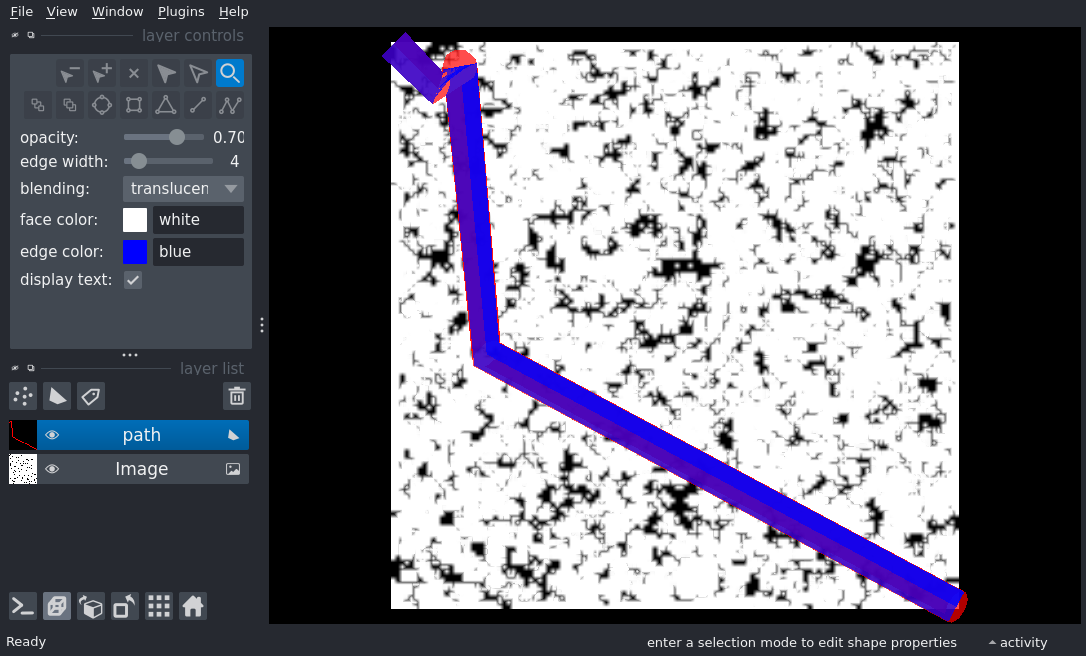 File View Window Plugins Help
layer controls
opacity: 0.70
edge width: 4
blending: translucen
face color: white
edge color: blue
display text:
layer list
path
Image
Ready enter a selection mode to edit shape properties activity